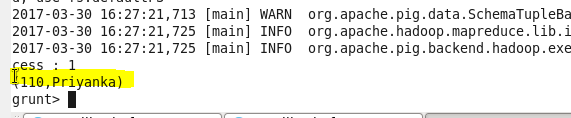 2017-03-30 16:27:21,713 [main] WARN  org.apache.pig.data.SchemaTupleBa
2017-03-30 16:27:21,725 [main] INFO  org.apache.hadoop.mapreduce.lib.i
2017-03-30 16:27:21,725 [main] INFO  org.apache.pig.backend.hadoop.exe
cess : 1
(110,Priyanka)
grunt>